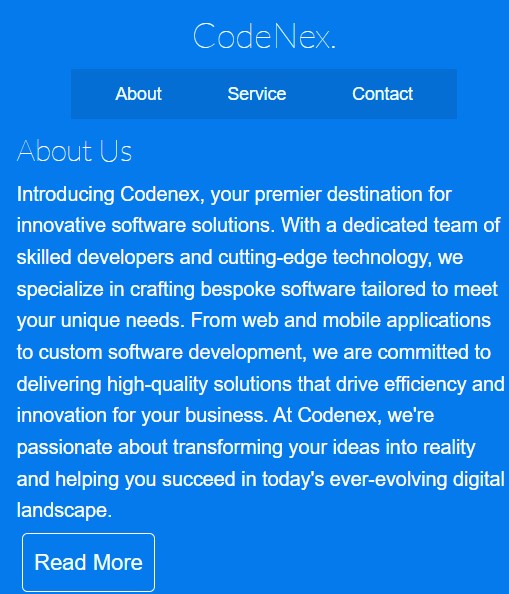 CodeNex.
About
Service
Contact
About Us
Introducing Codenex, your premier destination for
innovative software solutions. With a dedicated team of
skilled developers and cutting-edge technology, we
specialize in crafting bespoke software tailored to meet
your unique needs. From web and mobile applications
to custom software development, we are committed to
delivering high-quality solutions that drive efficiency and
innovation for your business. At Codenex, we're
passionate about transforming your ideas into reality
and helping you succeed in today's ever-evolving digital
landscape.
Read More